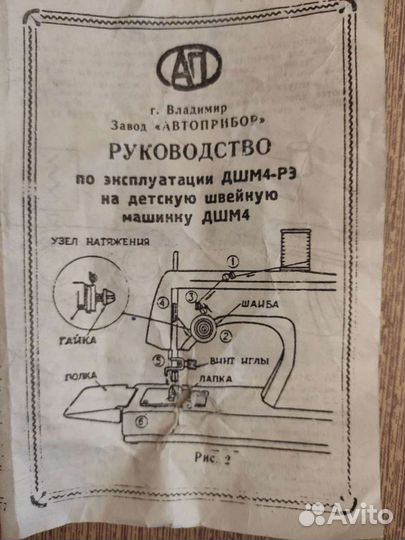 АП
г. Владимир
Завод «АВТОПРИБОР»
РУКОВОДСТВО
по эксплуатации ДШМ4-РЭ
на детскую швейную
машинку ДШМ4
УЗЕЛ НАТЯЖЕНИЯ
1
3
4
ШАЙБА
2
ГАЙКА
5
ВИНТ ИГЛЫ
ПОЛКА
ЛАПКА
6
Рис. 2
Avito